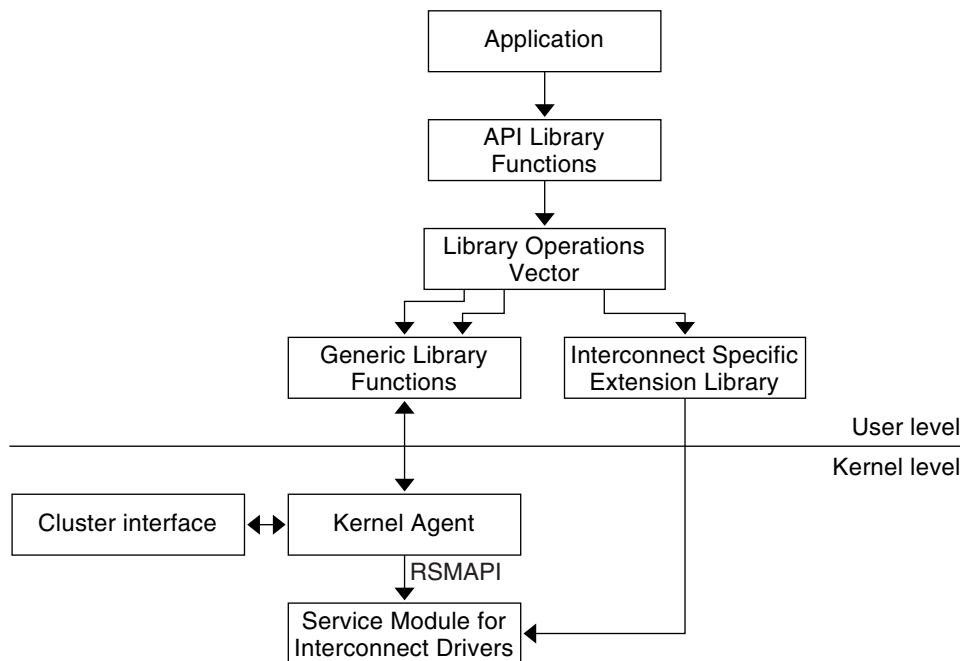 Application
API Library
Functions
Library Operations
Vector
Generic Library
Functions
Interconnect Specific
Extension Library
User level
Kernel level
Cluster interface
Kernel Agent
RSMAPI
Service Module for
Interconnect Drivers